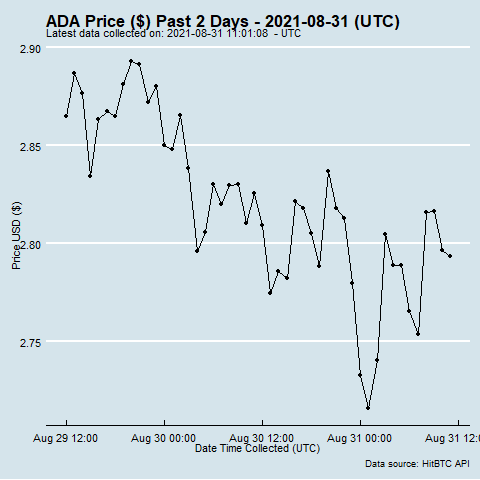 ADA Price ($) Past 2 Days - 2021-08-31 (UTC)
Latest data collected on: 2021-08-31 11:01:08 - UTC
2.90
2.85
2.80
2.75
Price USD ($)
Aug 29 12:00 Aug 30 00:00 Aug 30 12:00 Aug 31 00:00 Aug 31 12:
Date Time Collected (UTC)
Data source: HitBTC API